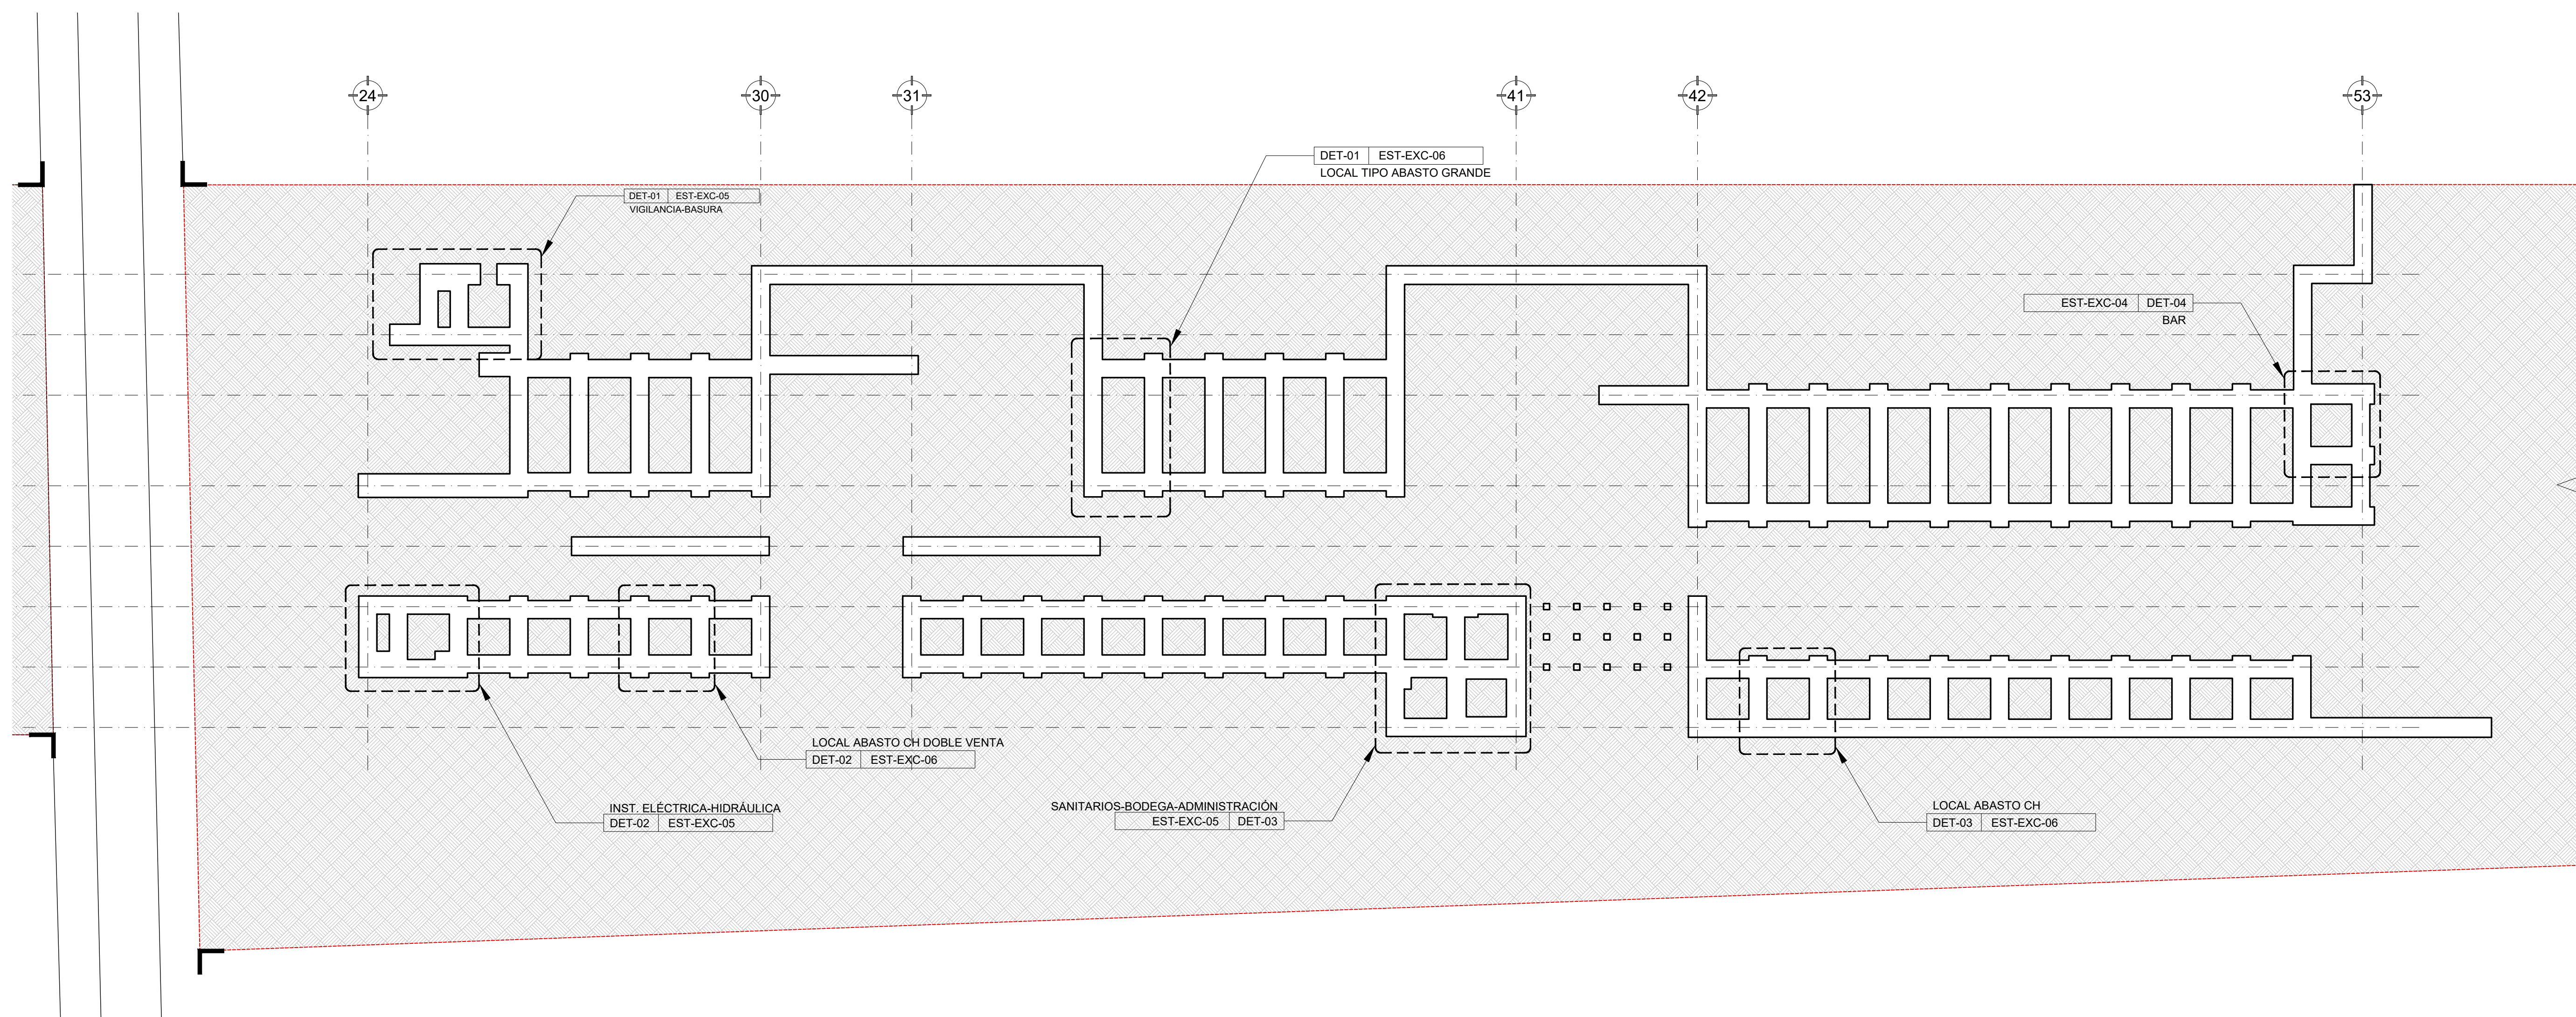 24
30
31
41
42
53
DET-01 EST-EXC-06
LOCAL TIPO ABASTO GRANDE
DET-01 EST-EXC-05
VIGILANCIA-BASURA
EST-EXC-04 DET-04
BAR
LOCAL ABASTO CH DOBLE VENTA
DET-02 EST-EXC-06
INST. ELÉCTRICA-HIDRÁULICA
DET-02 EST-EXC-05
SANITARIOS-BODEGA-ADMINISTRACIÓN
EST-EXC-05 DET-03
LOCAL ABASTO CH
DET-03 EST-EXC-06